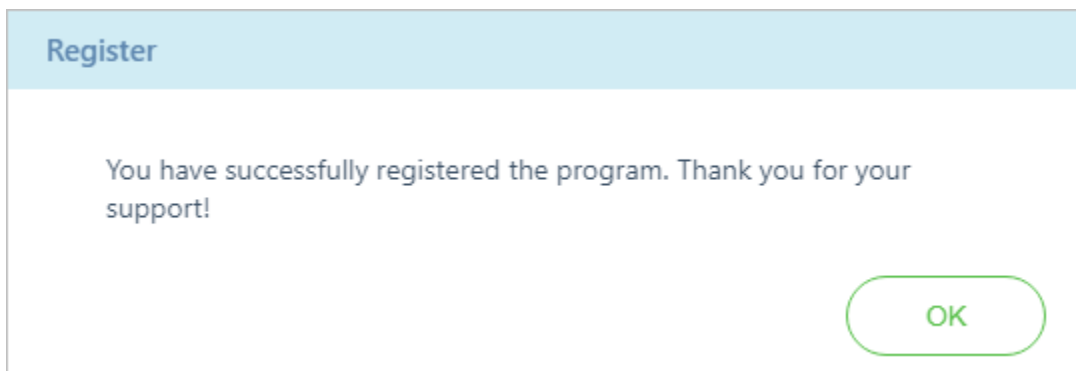 Register
You have successfully registered the program. Thank you for your
support!
OK